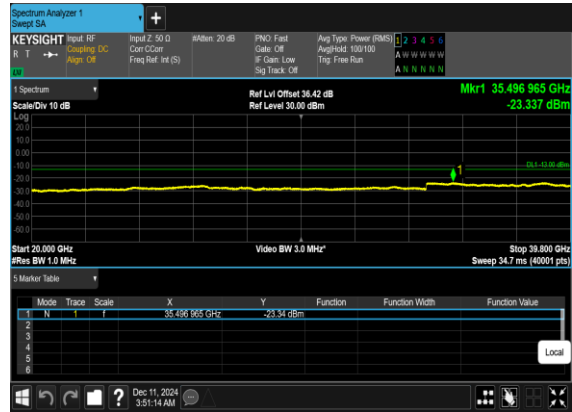 Spectrum Analyzer 1
Swept SA
+
KEYSIGHT
R T
Input: RF
Coupling: DC
Align: Off
Input Z: 50 Ω
Corr CCorr
Freq Ref: Int (S)
#Atten: 20 dB
PNO: Fast
Gate: Off
IF Gain: Low
Sig Track: Off
Avg Type: Power (RMS)
Avg|Hold: 100/100
Trig: Free Run
1 2 3 4 5 6
A W W W W W
A N N N N N
1 Spectrum
Scale/Div 10 dB
Log
Ref Lvl Offset 36.42 dB
Ref Level 30.00 dBm
Mkr1 35.496 965 GHz
-23.337 dBm
20.0
10.0
0.00
-10.0
-20.0
-30.0
-40.0
-50.0
-60.0
1
DL1 -13.00 dBm
Start 20.000 GHz
#Res BW 1.0 MHz
Video BW 3.0 MHz*
Stop 39.800 GHz
Sweep 34.7 ms (40001 pts)
5 Marker Table
Mode Trace Scale X Y Function Function Width Function Value
1 N 1 f 35.496 965 GHz -23.34 dBm
2
3
4
5
6
Local
?
Dec 11, 2024
3:51:14 AM